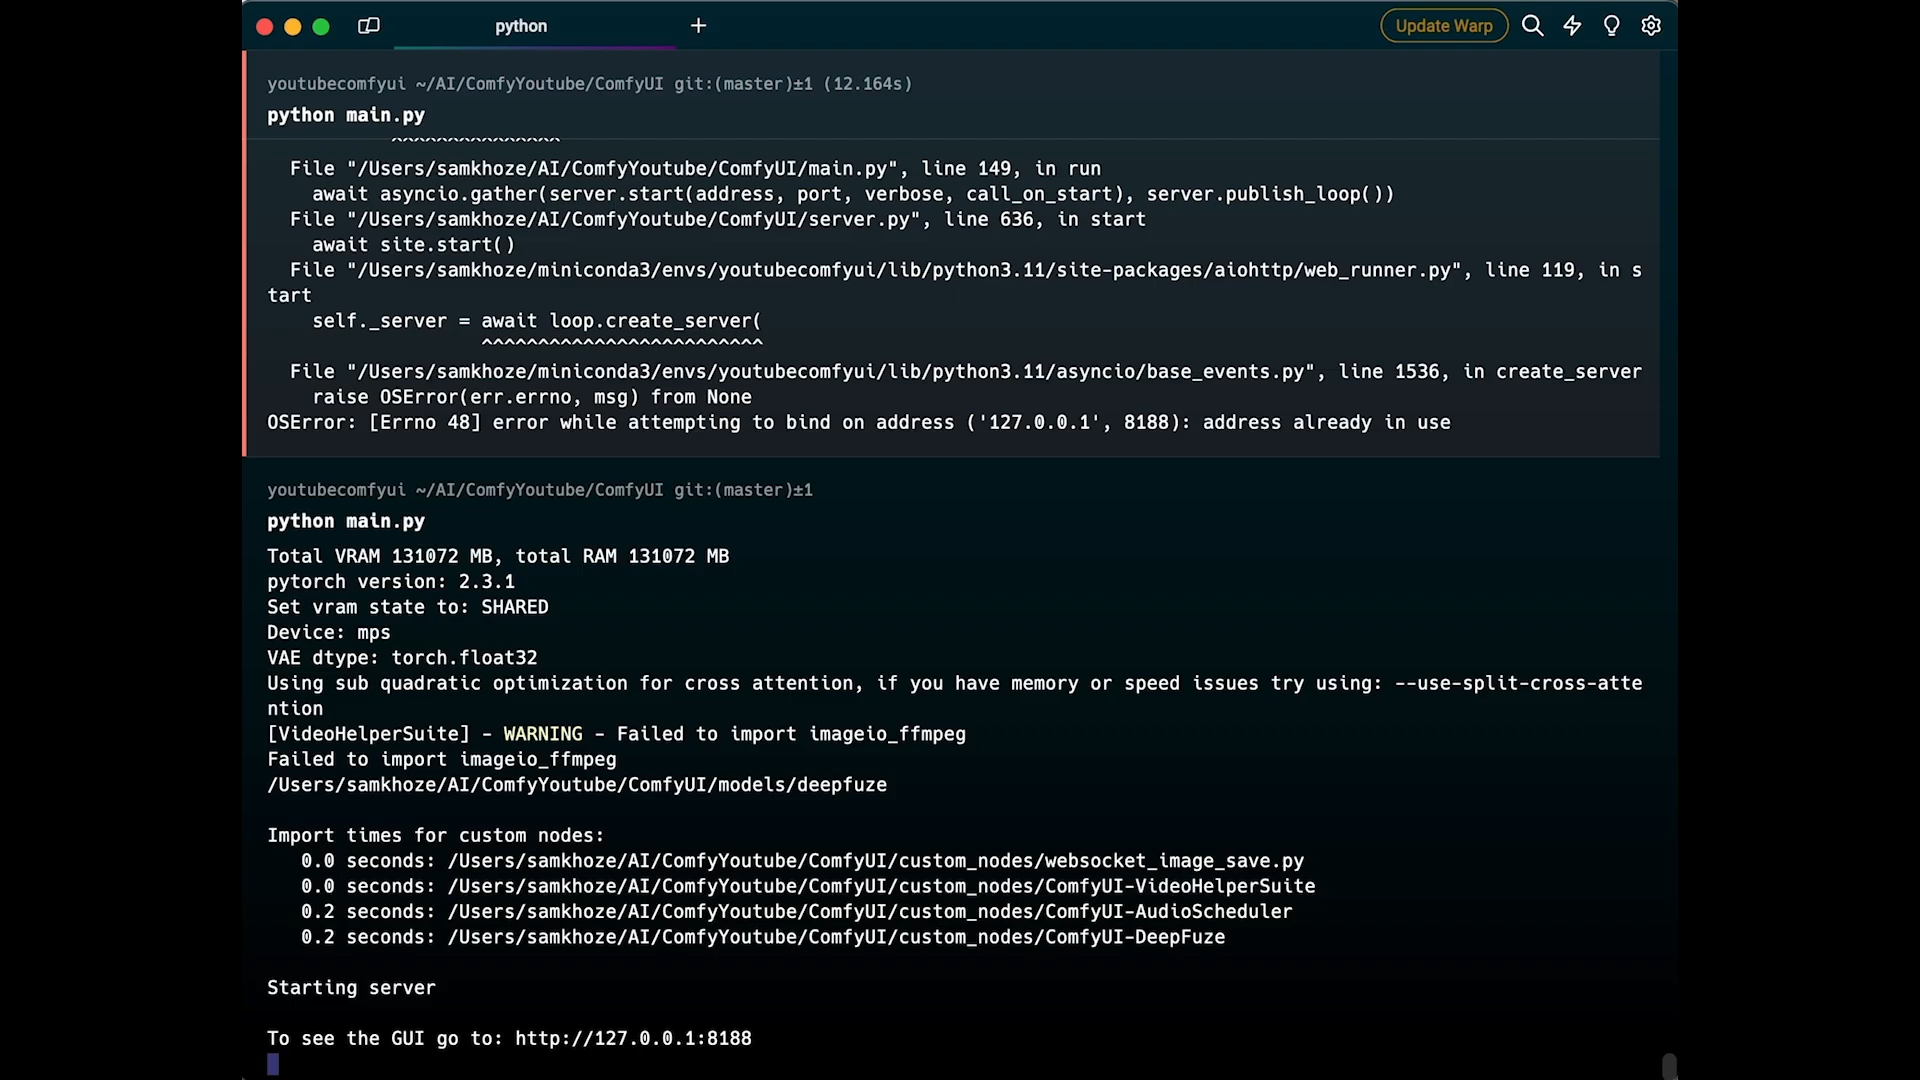 python
+
Update Warp
youtubecomfyui ~/AI/ComfyYoutube/ComfyUI git:(master)±1 (12.164s)
python main.py
^^^^^^^^^^^^^^^
File "/Users/samkhoze/AI/ComfyYoutube/ComfyUI/main.py", line 149, in run
await asyncio.gather(server.start(address, port, verbose, call_on_start), server.publish_loop())
File "/Users/samkhoze/AI/ComfyYoutube/ComfyUI/server.py", line 636, in start
await site.start()
File "/Users/samkhoze/miniconda3/envs/youtubecomfyui/lib/python3.11/site-packages/aiohttp/web_runner.py", line 119, in s
tart
self._server = await loop.create_server(
^^^^^^^^^^^^^^^^^^^^^^^^^
File "/Users/samkhoze/miniconda3/envs/youtubecomfyui/lib/python3.11/asyncio/base_events.py", line 1536, in create_server
raise OSError(err.errno, msg) from None
OSError: [Errno 48] error while attempting to bind on address ('127.0.0.1', 8188): address already in use
youtubecomfyui ~/AI/ComfyYoutube/ComfyUI git:(master)±1
python main.py
Total VRAM 131072 MB, total RAM 131072 MB
pytorch version: 2.3.1
Set vram state to: SHARED
Device: mps
VAE dtype: torch.float32
Using sub quadratic optimization for cross attention, if you have memory or speed issues try using: --use-split-cross-atte
ntion
[VideoHelperSuite] - WARNING - Failed to import imageio_ffmpeg
Failed to import imageio_ffmpeg
/Users/samkhoze/AI/ComfyYoutube/ComfyUI/models/deepfuze
Import times for custom nodes:
0.0 seconds: /Users/samkhoze/AI/ComfyYoutube/ComfyUI/custom_nodes/websocket_image_save.py
0.0 seconds: /Users/samkhoze/AI/ComfyYoutube/ComfyUI/custom_nodes/ComfyUI-VideoHelperSuite
0.2 seconds: /Users/samkhoze/AI/ComfyYoutube/ComfyUI/custom_nodes/ComfyUI-AudioScheduler
0.2 seconds: /Users/samkhoze/AI/ComfyYoutube/ComfyUI/custom_nodes/ComfyUI-DeepFuze
Starting server
To see the GUI go to: http://127.0.0.1:8188